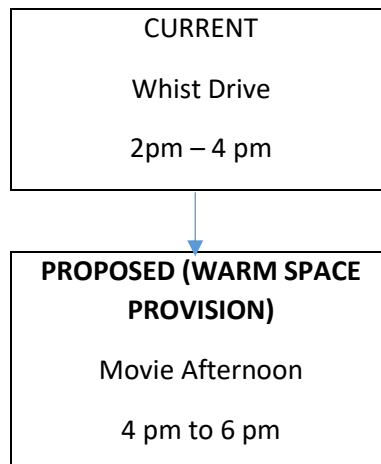 CURRENT
Whist Drive
2pm – 4 pm
PROPOSED (WARM SPACE
PROVISION)
Movie Afternoon
4 pm to 6 pm